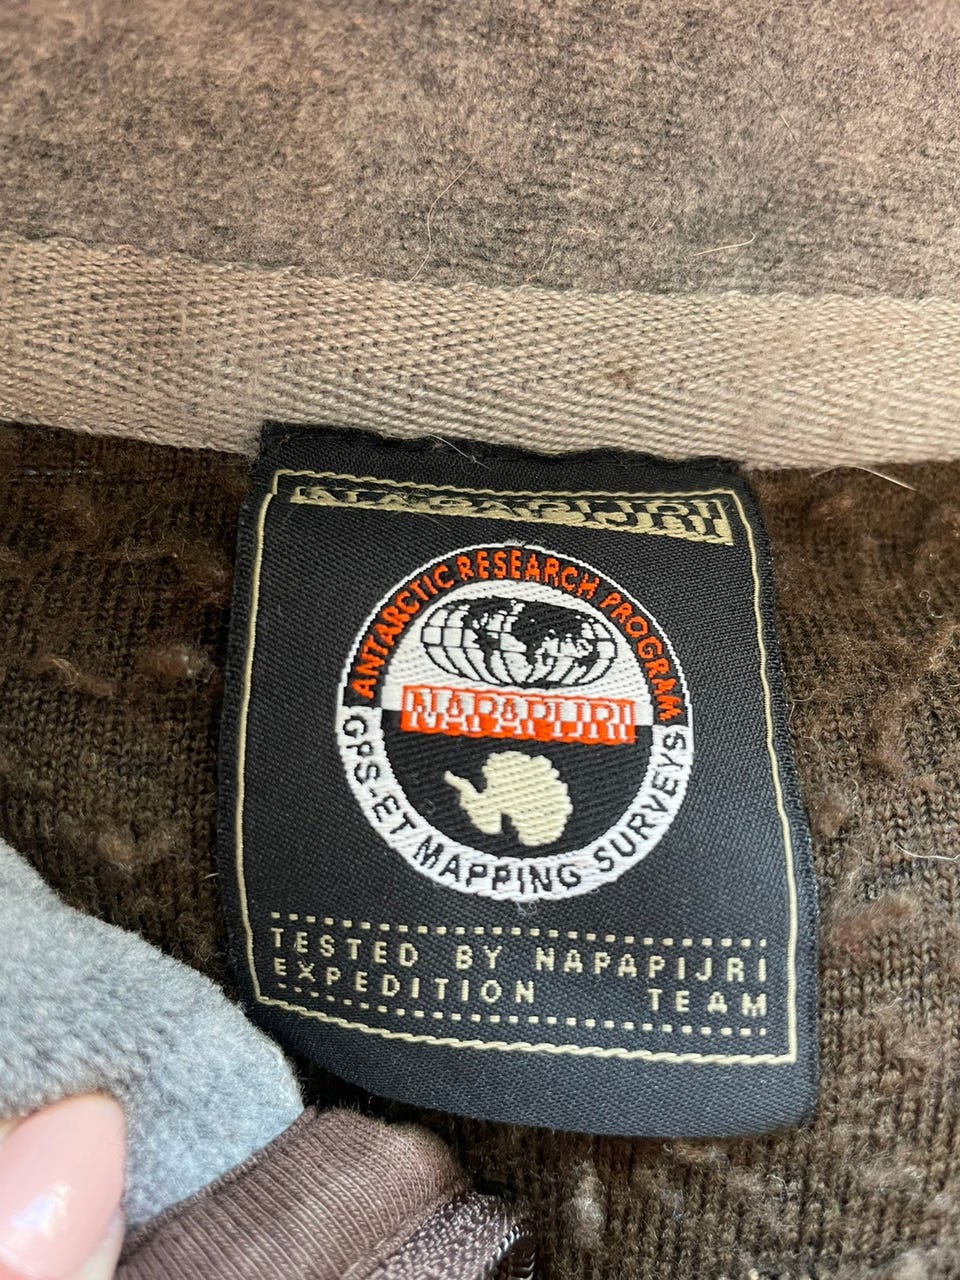 NAPAPIJRI
ANTARCTIC RESEARCH PROGRAM
NAPAPIJRI
GPS-ET MAPPING SURVEYS
TESTED BY NAPAPIJRI
EXPEDITION TEAM